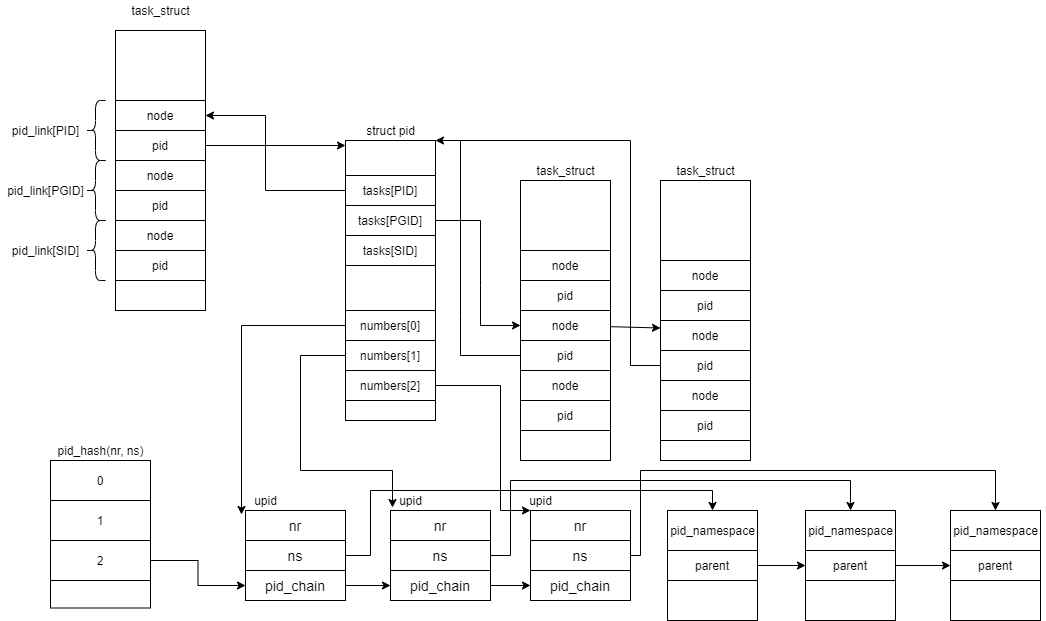 task_struct
node
pid
node
pid
node
pid
pid_link[PID]
pid_link[PGID]
pid_link[SID]
struct pid
tasks[PID]
tasks[PGID]
tasks[SID]
numbers[0]
numbers[1]
numbers[2]
task_struct
node
pid
node
pid
node
pid
task_struct
node
pid
node
pid
node
pid
pid_hash(nr, ns)
0
1
2
upid
nr
ns
pid_chain
upid
nr
ns
pid_chain
upid
nr
ns
pid_chain
pid_namespace
parent
pid_namespace
parent
pid_namespace
parent